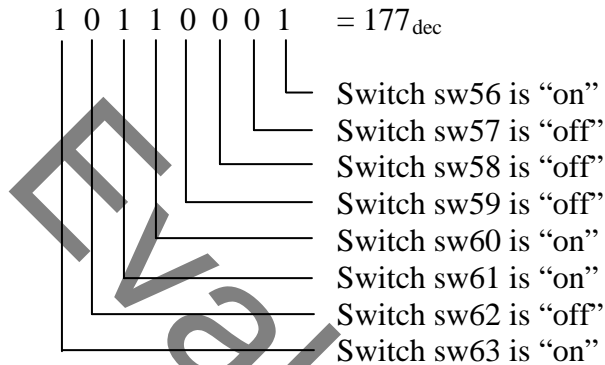 1 0 1 1 0 0 0 1 = 177dec
Switch sw56 is “on”
Switch sw57 is “off”
Switch sw58 is “off”
Switch sw59 is “off”
Switch sw60 is “on”
Switch sw61 is “on”
Switch sw62 is “off”
Switch sw63 is “on”
Eva